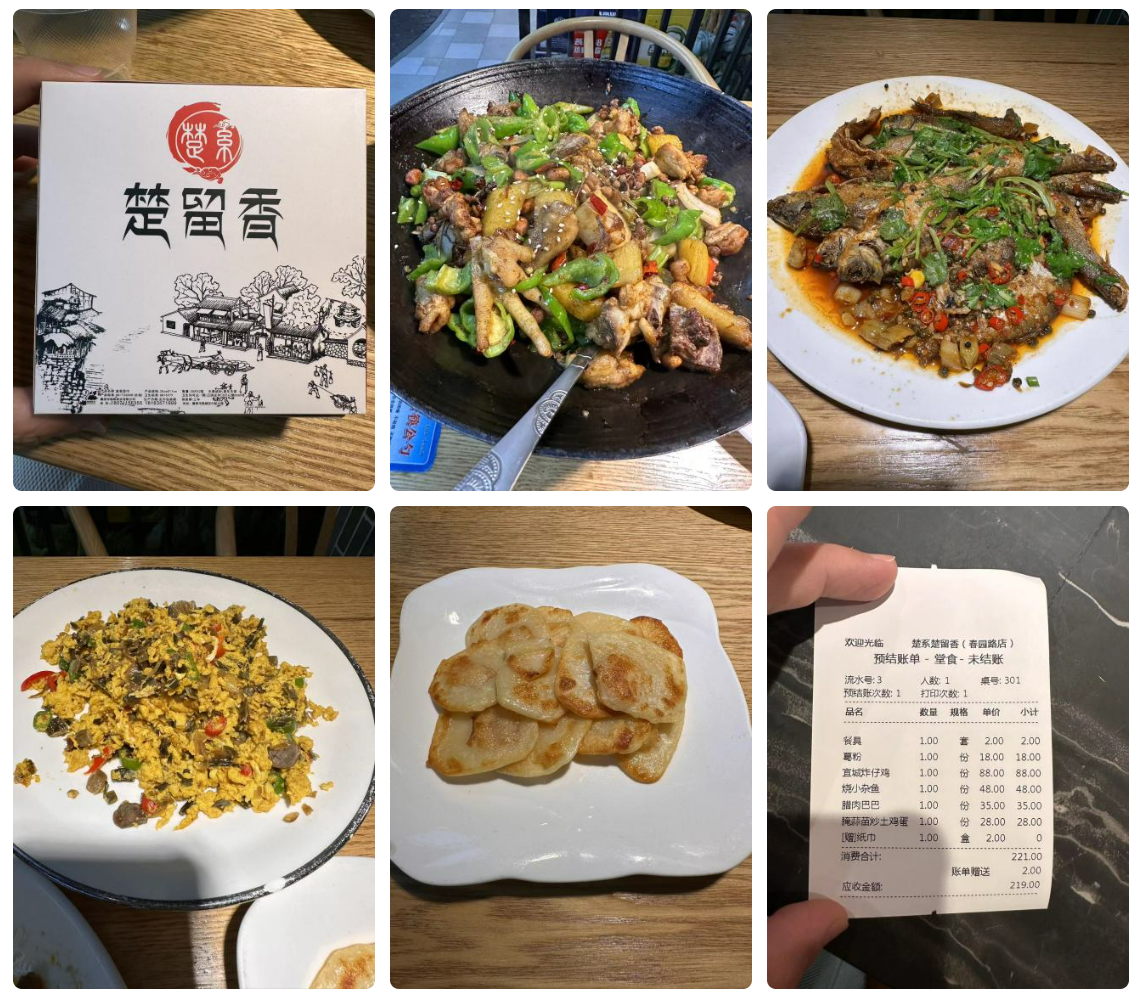 楚系
楚留香
欢迎光临 楚系楚留香(春园路店)
预结账单 - 堂食 - 未结账
流水号: 3 人数: 1 桌号: 301
预结账次数: 1 打印次数: 1
品名 数量 规格 单价 小计
餐具 1.00 套 2.00 2.00
葛粉 1.00 份 18.00 18.00
宜城炸仔鸡 1.00 份 88.00 88.00
烧小杂鱼 1.00 份 48.00 48.00
腊肉巴巴 1.00 份 35.00 35.00
腌蒜苗炒土鸡蛋 1.00 份 28.00 28.00
[赠]纸巾 1.00 盒 2.00 0
消费合计: 221.00
账单赠送 2.00
应收金额: 219.00